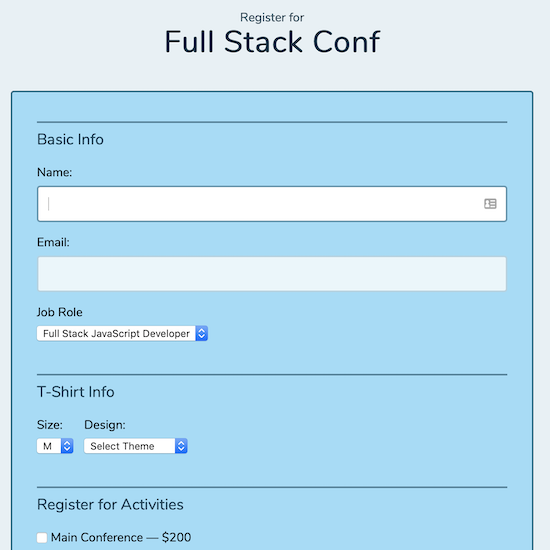 Register for
Full Stack Conf
Basic Info
Name:
Email:
Job Role
Full Stack JavaScript Developer
T-Shirt Info
Size: Design:
M Select Theme
Register for Activities
Main Conference — $200